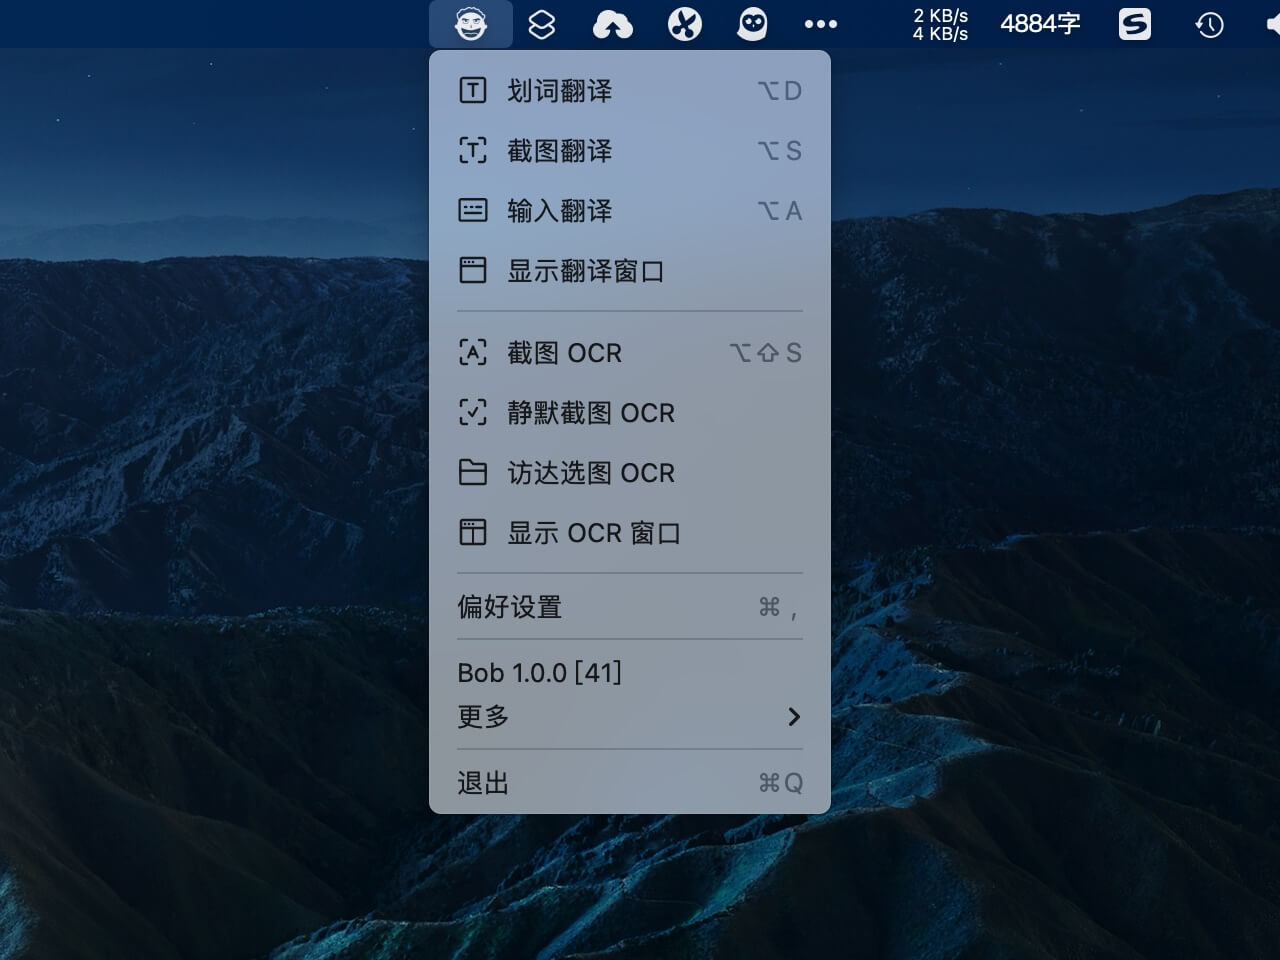 2 KB/s
4 KB/s
4884字
划词翻译 ⌥D
截图翻译 ⌥S
输入翻译 ⌥A
显示翻译窗口
截图 OCR ⌥⇧S
静默截图 OCR
访达选图 OCR
显示 OCR 窗口
偏好设置 ⌘,
Bob 1.0.0 [41]
更多
退出 ⌘Q